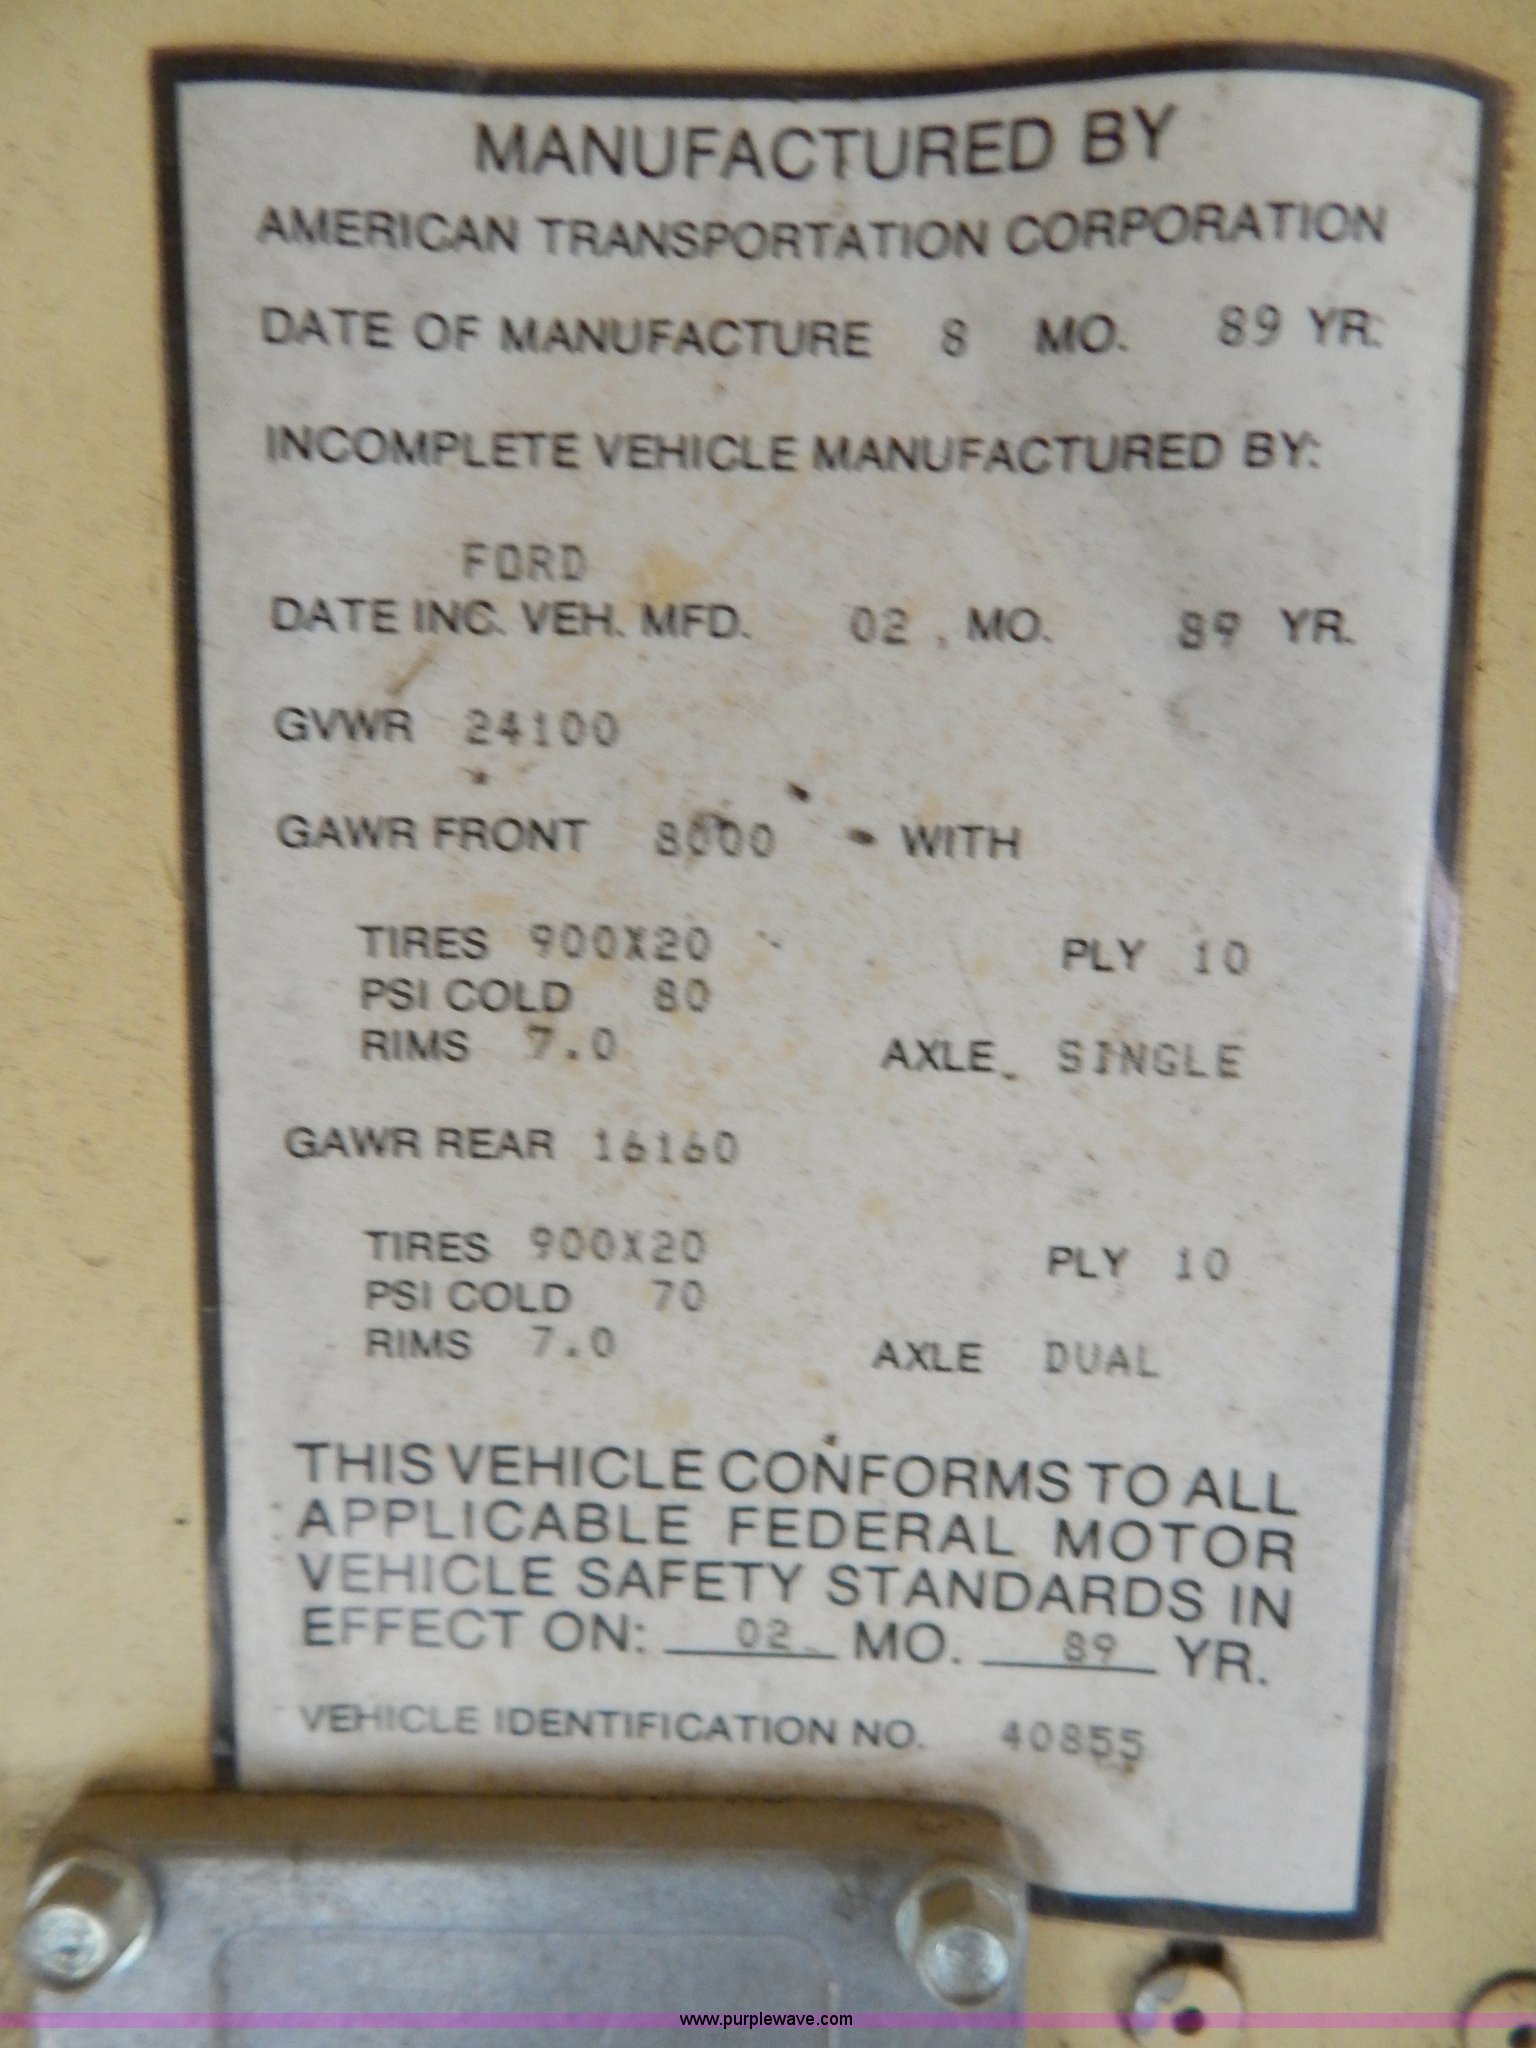 MANUFACTURED BY
AMERICAN TRANSPORTATION CORPORATION
DATE OF MANUFACTURE 8 MO. 89 YR.
INCOMPLETE VEHICLE MANUFACTURED BY:
FORD
DATE INC. VEH. MFD. 02 MO. 89 YR.
GVWR 24100
GAWR FRONT 8000 WITH
TIRES 900X20 PLY 10
PSI COLD 80
RIMS 7.0 AXLE SINGLE
GAWR REAR 16160
TIRES 900X20 PLY 10
PSI COLD 70
RIMS 7.0 AXLE DUAL
THIS VEHICLE CONFORMS TO ALL
APPLICABLE FEDERAL MOTOR
VEHICLE SAFETY STANDARDS IN
EFFECT ON: 02 MO. 89 YR.
VEHICLE IDENTIFICATION NO. 40855
www.purplewave.com